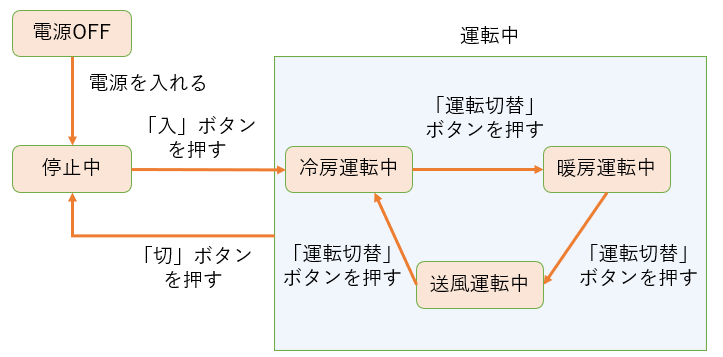 電源OFF
運転中
電源を入れる
「入」ボタン
を押す
「運転切替」
ボタンを押す
停止中
冷房運転中
暖房運転中
「切」ボタン
を押す
「運転切替」
ボタンを押す
送風運転中
「運転切替」
ボタンを押す